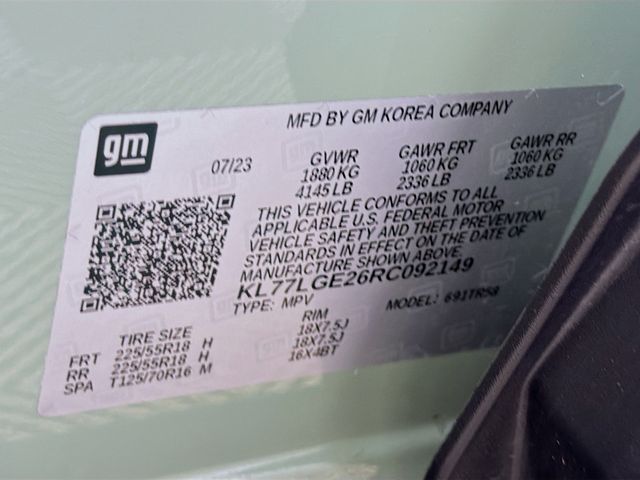 MFD BY GM KOREA COMPANY
gm
07/23
GVWR GAWR FRT GAWR RR
1880 KG 1060 KG 1060 KG
4145 LB 2336 LB 2336 LB
THIS VEHICLE CONFORMS TO ALL
APPLICABLE U.S. FEDERAL MOTOR
VEHICLE SAFETY AND THEFT PREVENTION
STANDARDS IN EFFECT ON THE DATE OF
MANUFACTURE SHOWN ABOVE.
KL77LGE26RC092149
TYPE: MPV MODEL: 691TR58
TIRE SIZE RIM
FRT 225/55R18 H 18X7.5J
RR 225/55R18 H 18X7.5J
SPA T125/70R16 M 16X4BT